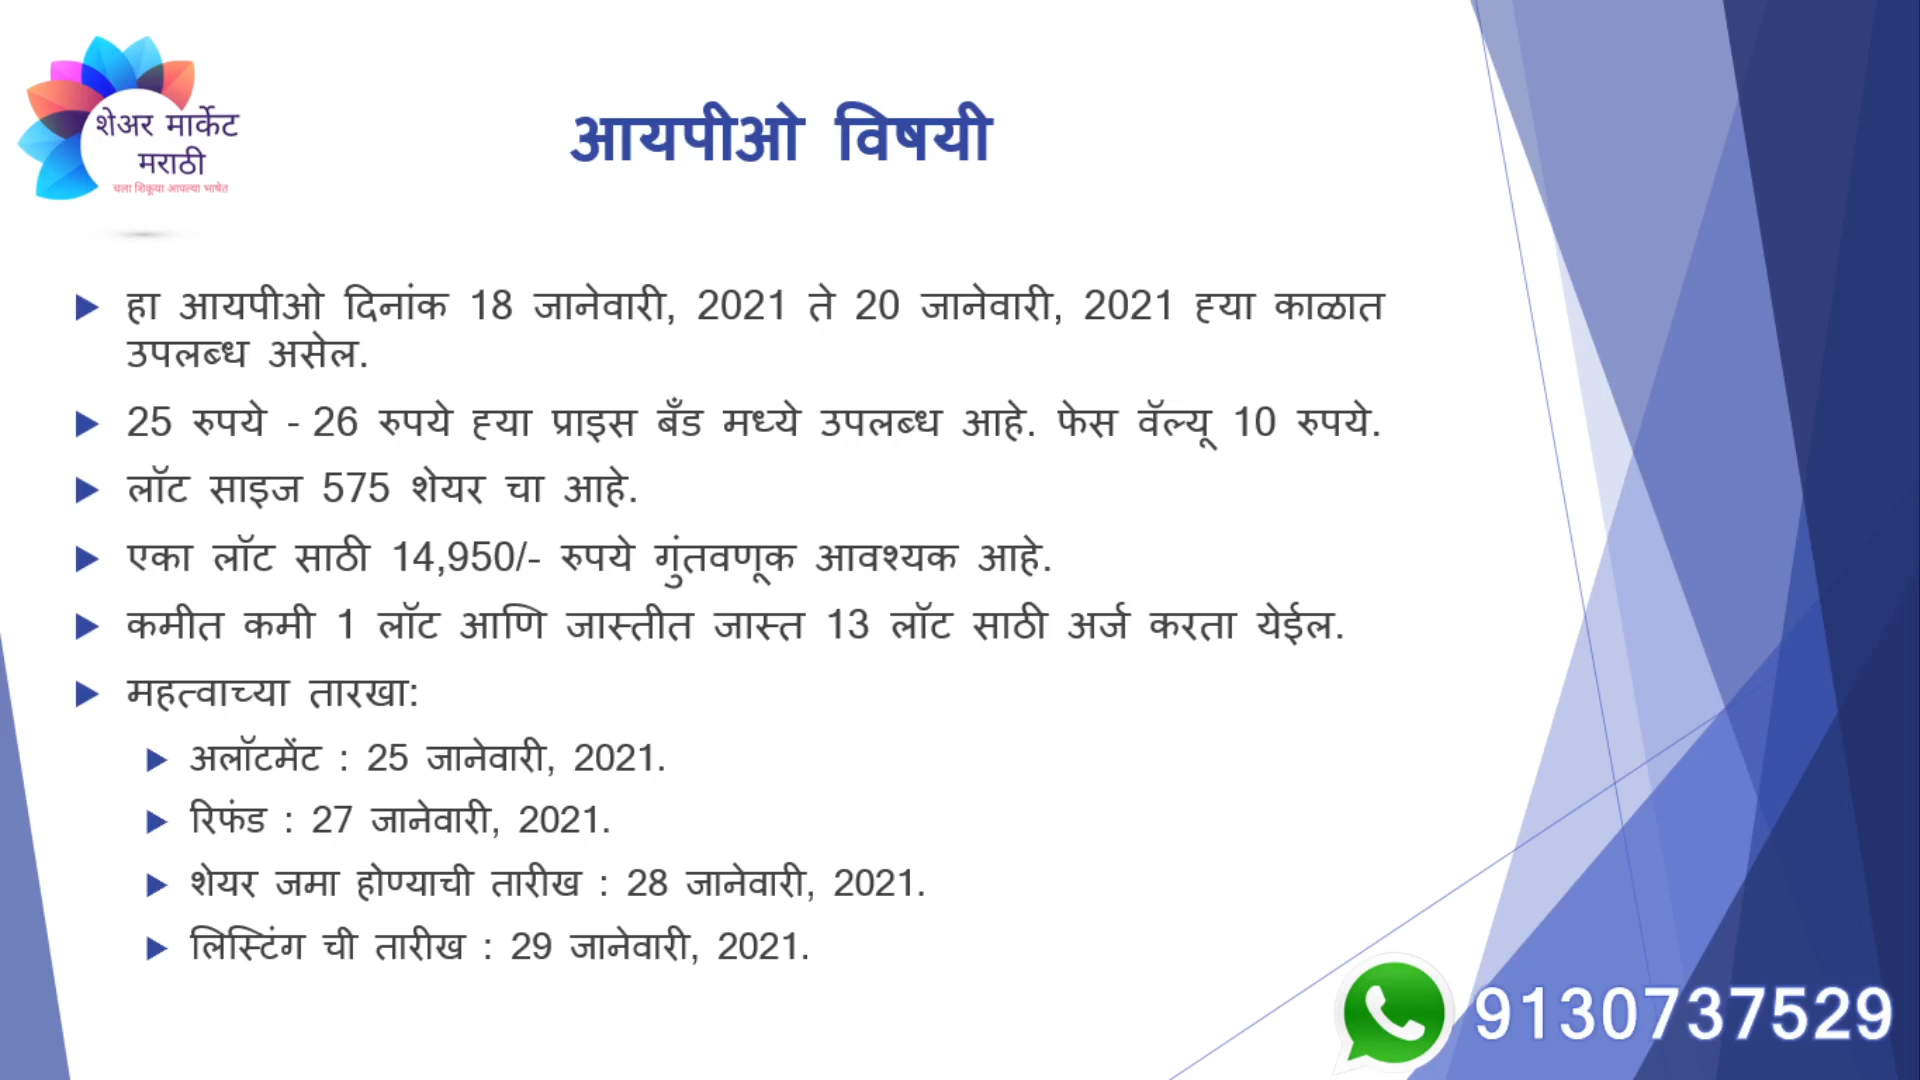 शेअर मार्केट
मराठी
चला शिकूया आपल्या भाषेत
आयपीओ विषयी
हा आयपीओ दिनांक 18 जानेवारी, 2021 ते 20 जानेवारी, 2021 ह्या काळात
उपलब्ध असेल.
25 रुपये - 26 रुपये ह्या प्राइस बँड मध्ये उपलब्ध आहे. फेस वॅल्यू 10 रुपये.
लॉट साइज 575 शेयर चा आहे.
एका लॉट साठी 14,950/- रुपये गुंतवणूक आवश्यक आहे.
कमीत कमी 1 लॉट आणि जास्तीत जास्त 13 लॉट साठी अर्ज करता येईल.
महत्वाच्या तारखा:
अलॉटमेंट : 25 जानेवारी, 2021.
रिफंड : 27 जानेवारी, 2021.
शेयर जमा होण्याची तारीख : 28 जानेवारी, 2021.
लिस्टिंग ची तारीख : 29 जानेवारी, 2021.
9130737529